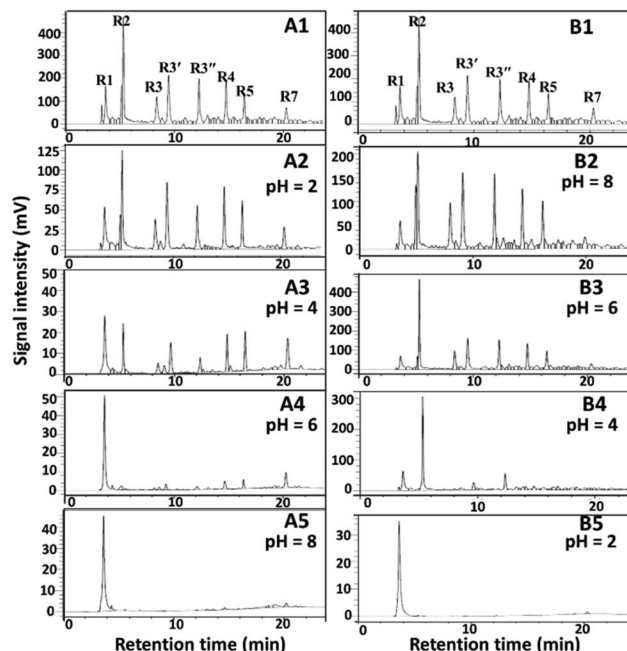 A1
R2
R1
R3
R3′
R3″
R4
R5
R7
400
300
200
100
0
0
10
20
B1
R2
R1
R3
R3′
R3″
R4
R5
R7
400
300
200
100
0
0
10
20
A2
pH = 2
125
100
75
50
25
0
0
10
20
B2
pH = 8
200
150
100
50
0
0
10
20
A3
pH = 4
50
40
30
20
10
0
0
10
20
B3
pH = 6
400
300
200
100
0
0
10
20
A4
pH = 6
50
40
30
20
10
0
0
10
20
B4
pH = 4
300
200
100
0
0
10
20
A5
pH = 8
40
30
20
10
0
0
10
20
B5
pH = 2
30
20
10
0
0
10
20
Signal intensity (mV)
Retention time (min)
Retention time (min)